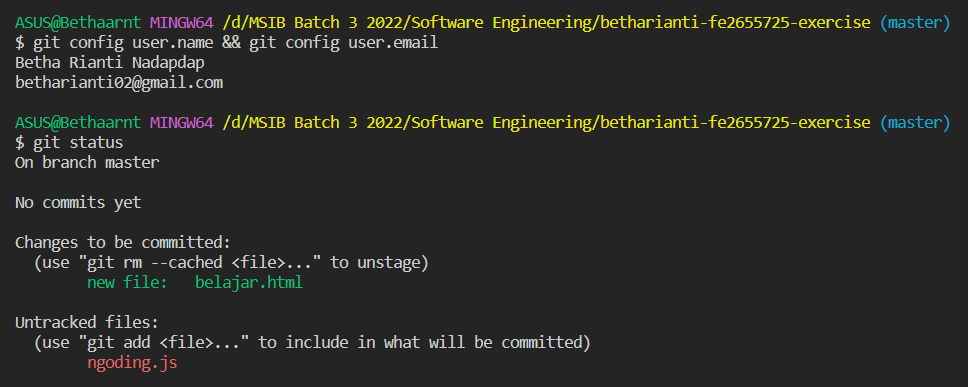 ASUS@Bethaarnt MINGW64 /d/MSIB Batch 3 2022/Software Engineering/betharianti-fe2655725-exercise (master)
$ git config user.name && git config user.email
Betha Rianti Nadapdap
betharianti02@gmail.com
ASUS@Bethaarnt MINGW64 /d/MSIB Batch 3 2022/Software Engineering/betharianti-fe2655725-exercise (master)
$ git status
On branch master
No commits yet
Changes to be committed:
(use "git rm --cached <file>..." to unstage)
new file:   belajar.html
Untracked files:
(use "git add <file>..." to include in what will be committed)
ngoding.js